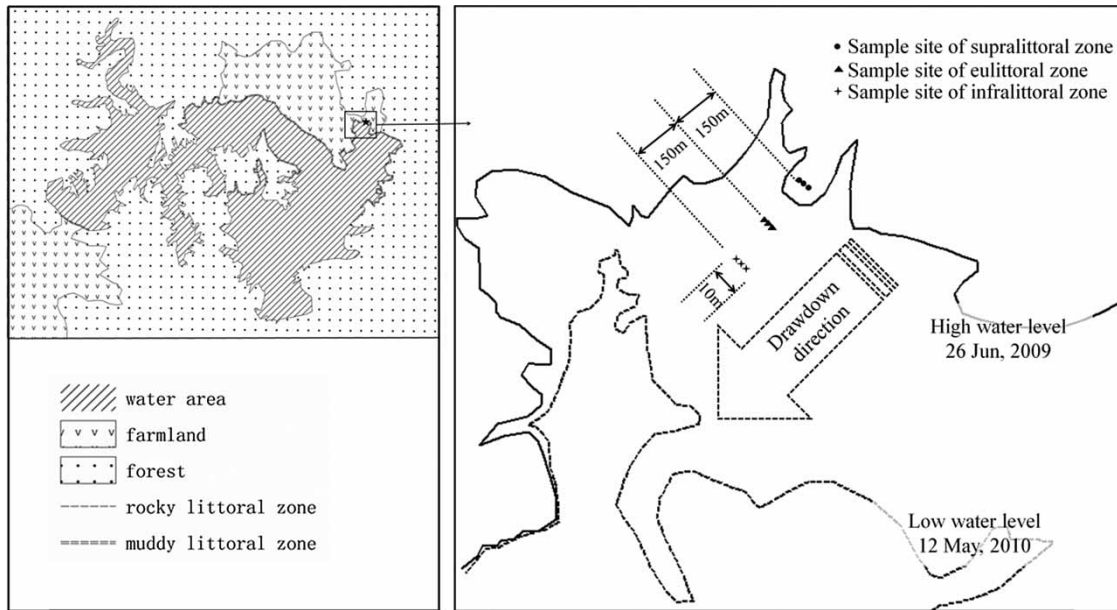 water area
farmland
forest
rocky littoral zone
muddy littoral zone
Sample site of supralittoral zone
Sample site of eulittoral zone
Sample site of infralittoral zone
150m
150m
10m
Drawdown
direction
High water level
26 Jun, 2009
Low water level
12 May, 2010